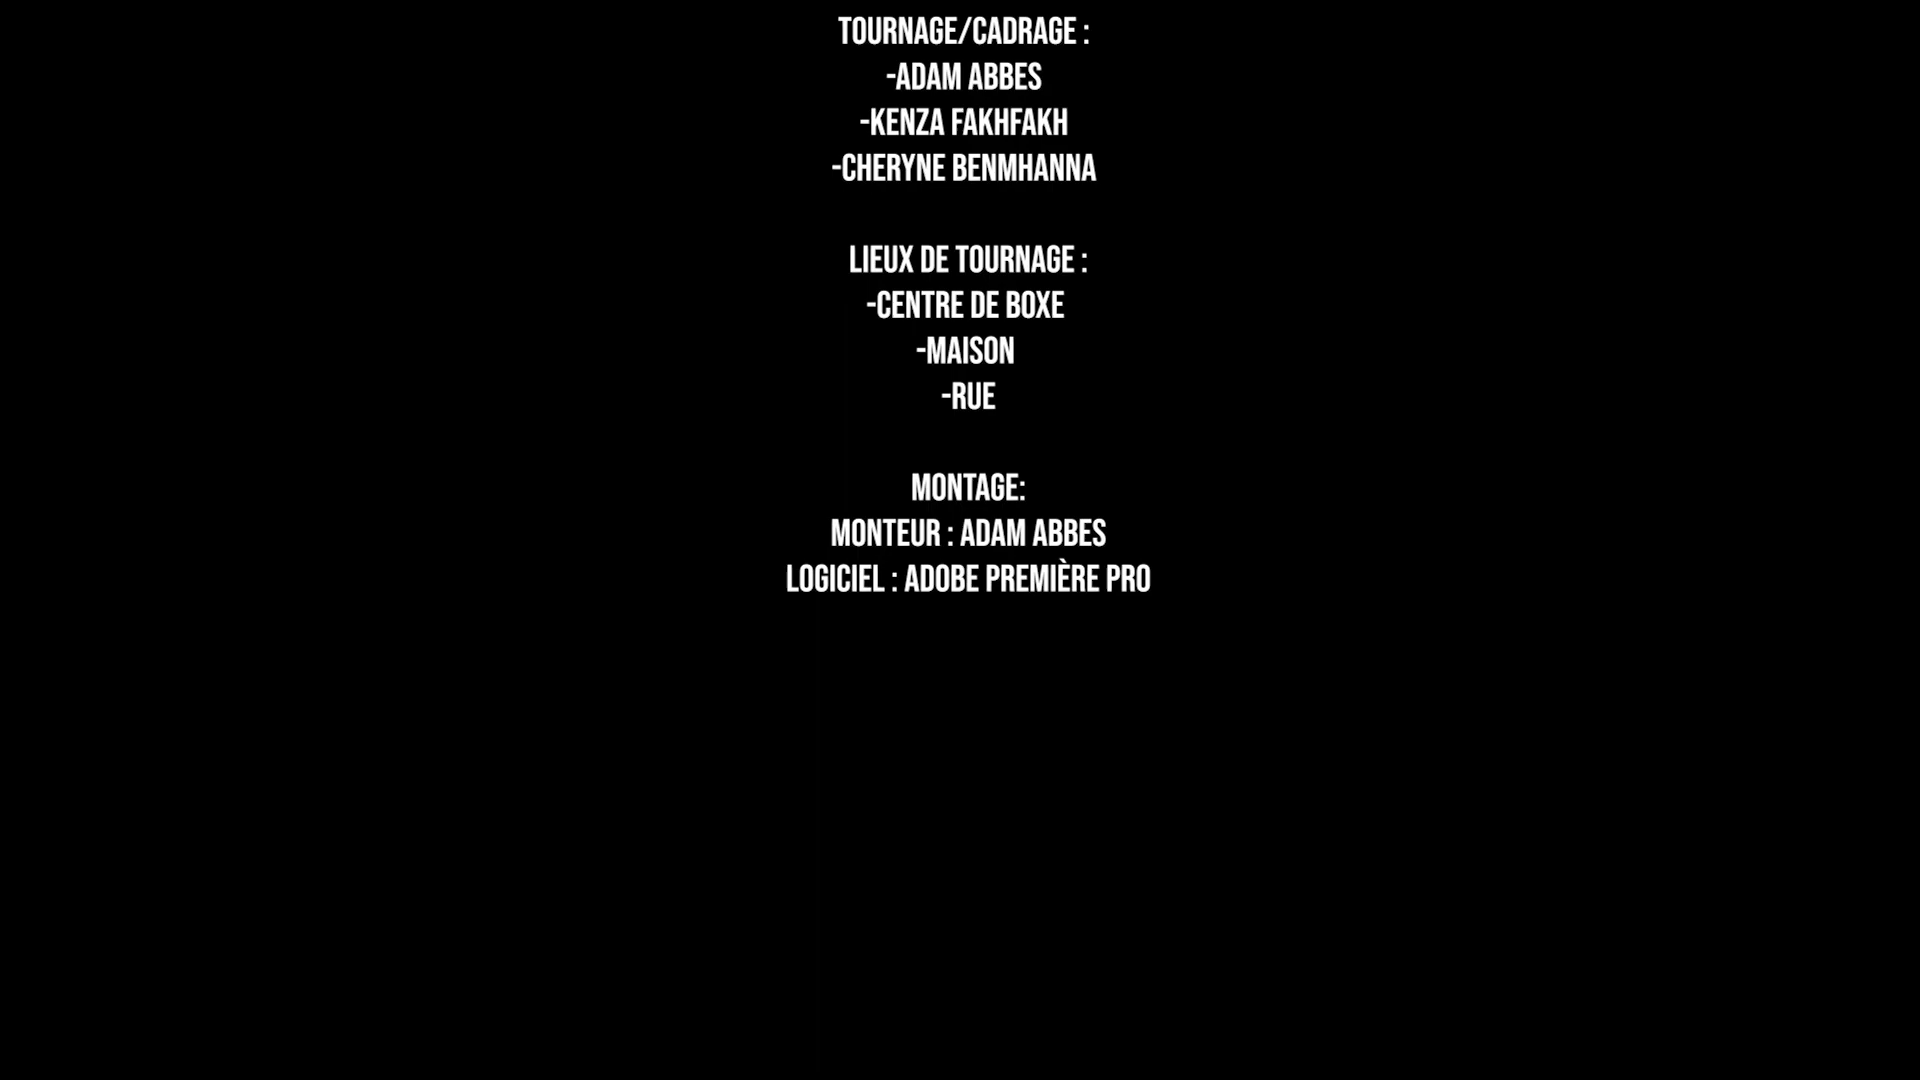 TOURNAGE/CADRAGE :
-ADAM ABBES
-KENZA FAKHFAKH
-CHERYNE BENMHANNA
LIEUX DE TOURNAGE :
-CENTRE DE BOXE
-MAISON
-RUE
MONTAGE:
MONTEUR : ADAM ABBES
LOGICIEL : ADOBE PREMIÈRE PRO